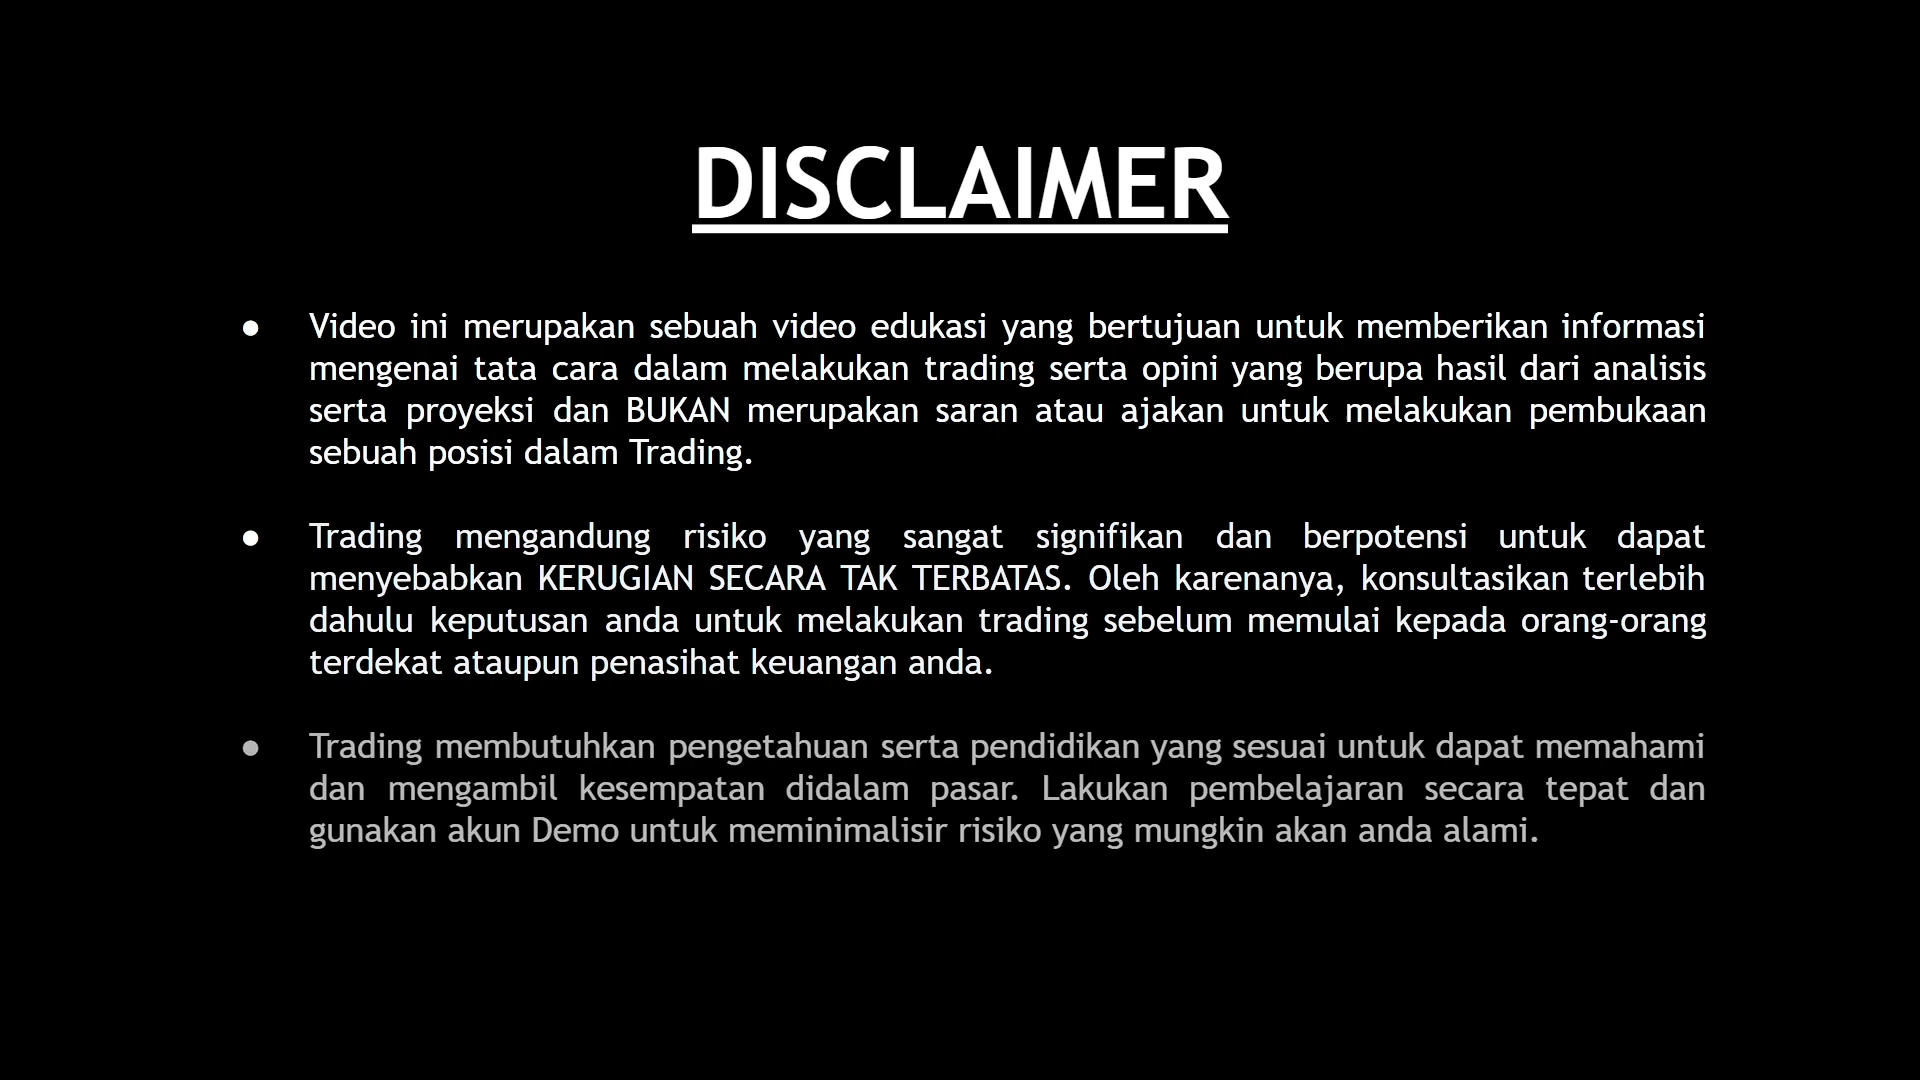 DISCLAIMER
● Video ini merupakan sebuah video edukasi yang bertujuan untuk memberikan informasi
mengenai tata cara dalam melakukan trading serta opini yang berupa hasil dari analisis
serta proyeksi dan BUKAN merupakan saran atau ajakan untuk melakukan pembukaan
sebuah posisi dalam Trading.
● Trading mengandung risiko yang sangat signifikan dan berpotensi untuk dapat
menyebabkan KERUGIAN SECARA TAK TERBATAS. Oleh karenanya, konsultasikan terlebih
dahulu keputusan anda untuk melakukan trading sebelum memulai kepada orang-orang
terdekat ataupun penasihat keuangan anda.
● Trading membutuhkan pengetahuan serta pendidikan yang sesuai untuk dapat memahami
dan mengambil kesempatan didalam pasar. Lakukan pembelajaran secara tepat dan
gunakan akun Demo untuk meminimalisir risiko yang mungkin akan anda alami.